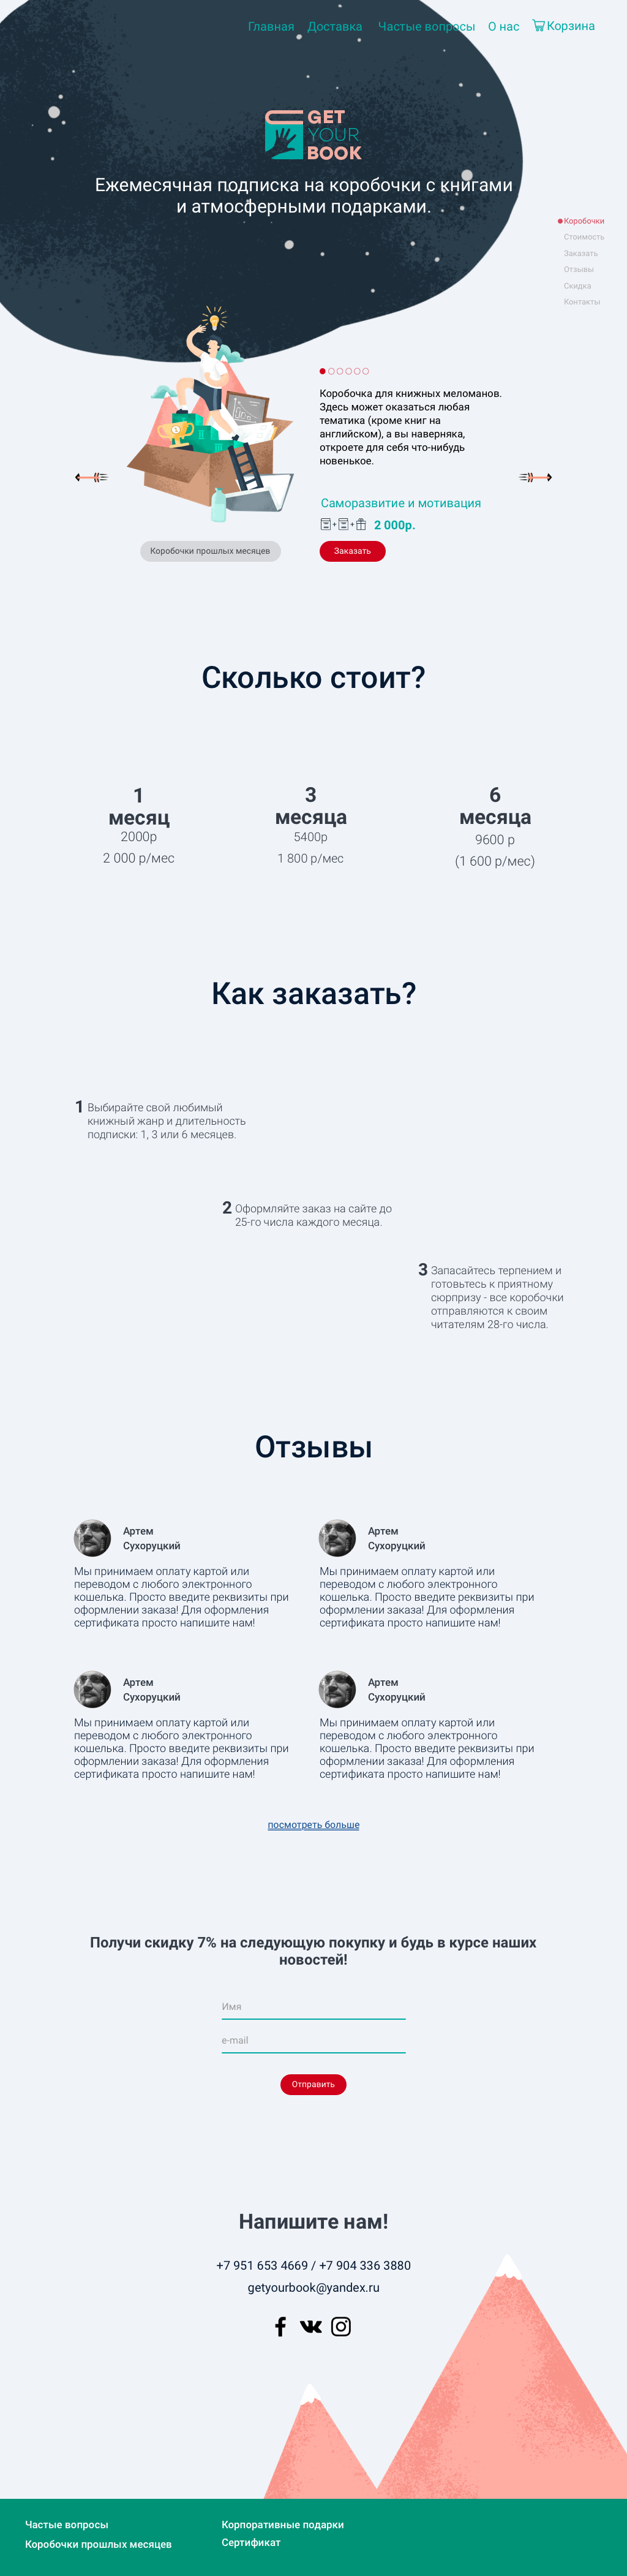 Главная Доставка Частые вопросы О нас Корзина
GET
YOUR
BOOK
Ежемесячная подписка на коробочки с книгами
и атмосферными подарками.
Коробочки
Стоимость
Заказать
Отзывы
Скидка
Контакты
Коробочка для книжных меломанов.
Здесь может оказаться любая
тематика (кроме книг на
английском), а вы наверняка,
откроете для себя что-нибудь
новенькое.
Саморазвитие и мотивация
+ + 2 000р.
Коробочки прошлых месяцев Заказать
Сколько стоит?
1
месяц
2000р
2 000 р/мес
3
месяца
5400р
1 800 р/мес
6
месяца
9600 р
(1 600 р/мес)
Как заказать?
1 Выбирайте свой любимый
книжный жанр и длительность
подписки: 1, 3 или 6 месяцев.
2 Оформляйте заказ на сайте до
25-го числа каждого месяца.
3 Запасайтесь терпением и
готовьтесь к приятному
сюрпризу - все коробочки
отправляются к своим
читателям 28-го числа.
Отзывы
Артем
Сухоруцкий
Мы принимаем оплату картой или
переводом с любого электронного
кошелька. Просто введите реквизиты при
оформлении заказа! Для оформления
сертификата просто напишите нам!
Артем
Сухоруцкий
Мы принимаем оплату картой или
переводом с любого электронного
кошелька. Просто введите реквизиты при
оформлении заказа! Для оформления
сертификата просто напишите нам!
Артем
Сухоруцкий
Мы принимаем оплату картой или
переводом с любого электронного
кошелька. Просто введите реквизиты при
оформлении заказа! Для оформления
сертификата просто напишите нам!
Артем
Сухоруцкий
Мы принимаем оплату картой или
переводом с любого электронного
кошелька. Просто введите реквизиты при
оформлении заказа! Для оформления
сертификата просто напишите нам!
посмотреть больше
Получи скидку 7% на следующую покупку и будь в курсе наших
новостей!
Имя
e-mail
Отправить
Напишите нам!
+7 951 653 4669 / +7 904 336 3880
getyourbook@yandex.ru
Частые вопросы
Коробочки прошлых месяцев
Корпоративные подарки
Сертификат